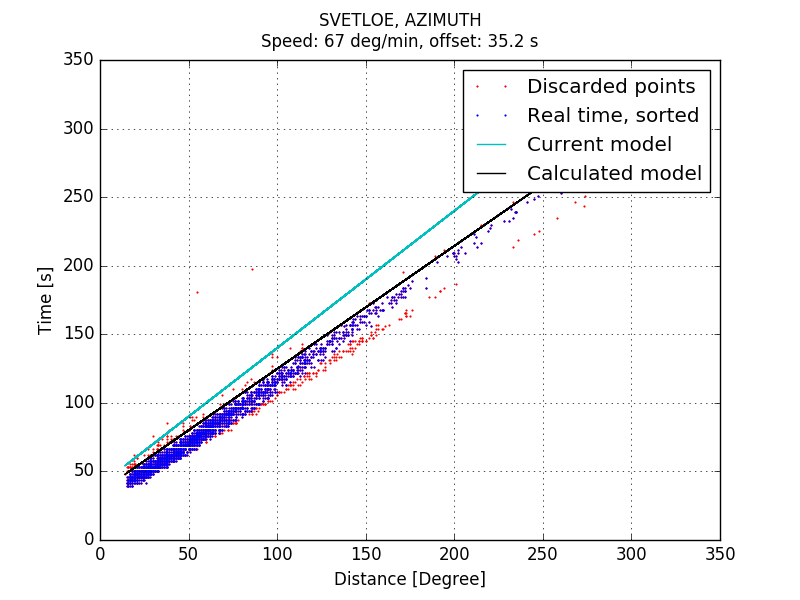 SVETLOE, AZIMUTH
Speed: 67 deg/min, offset: 35.2 s
Discarded points
Real time, sorted
Current model
Calculated model
350
300
250
200
150
100
50
0
Time [s]
0 50 100 150 200 250 300 350
Distance [Degree]